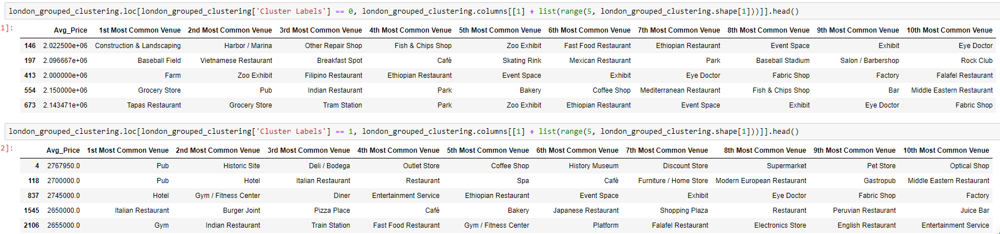 london_grouped_clustering.loc[london_grouped_clustering['Cluster Labels'] == 0, london_grouped_clustering.columns[[1] + list(range(5, london_grouped_clustering.shape[1]))]].head()
1]:
Avg_Price 1st Most Common Venue 2nd Most Common Venue 3rd Most Common Venue 4th Most Common Venue 5th Most Common Venue 6th Most Common Venue 7th Most Common Venue 8th Most Common Venue 9th Most Common Venue 10th Most Common Venue
146 2.022500e+06 Construction & Landscaping Harbor / Marina Other Repair Shop Fish & Chips Shop Zoo Exhibit Fast Food Restaurant Ethiopian Restaurant Event Space Exhibit Eye Doctor
197 2.096667e+06 Baseball Field Vietnamese Restaurant Breakfast Spot Café Skating Rink Mexican Restaurant Park Baseball Stadium Salon / Barbershop Rock Club
413 2.000000e+06 Farm Zoo Exhibit Filipino Restaurant Ethiopian Restaurant Event Space Exhibit Eye Doctor Fabric Shop Factory Falafel Restaurant
554 2.150000e+06 Grocery Store Pub Indian Restaurant Park Bakery Coffee Shop Mediterranean Restaurant Fish & Chips Shop Bar Middle Eastern Restaurant
673 2.143471e+06 Tapas Restaurant Grocery Store Tram Station Park Zoo Exhibit Ethiopian Restaurant Event Space Exhibit Eye Doctor Fabric Shop
london_grouped_clustering.loc[london_grouped_clustering['Cluster Labels'] == 1, london_grouped_clustering.columns[[1] + list(range(5, london_grouped_clustering.shape[1]))]].head()
2]:
Avg_Price 1st Most Common Venue 2nd Most Common Venue 3rd Most Common Venue 4th Most Common Venue 5th Most Common Venue 6th Most Common Venue 7th Most Common Venue 8th Most Common Venue 9th Most Common Venue 10th Most Common Venue
4 2767950.0 Pub Historic Site Deli / Bodega Outlet Store Coffee Shop History Museum Discount Store Supermarket Pet Store Optical Shop
118 2700000.0 Pub Hotel Italian Restaurant Restaurant Spa Café Furniture / Home Store Modern European Restaurant Gastropub Middle Eastern Restaurant
837 2745000.0 Hotel Gym / Fitness Center Diner Entertainment Service Ethiopian Restaurant Event Space Exhibit Eye Doctor Fabric Shop Factory
1545 2650000.0 Italian Restaurant Burger Joint Pizza Place Café Bakery Japanese Restaurant Shopping Plaza Restaurant Peruvian Restaurant Juice Bar
2106 2655000.0 Gym Indian Restaurant Train Station Fast Food Restaurant Gym / Fitness Center Platform Falafel Restaurant Electronics Store English Restaurant Entertainment Service